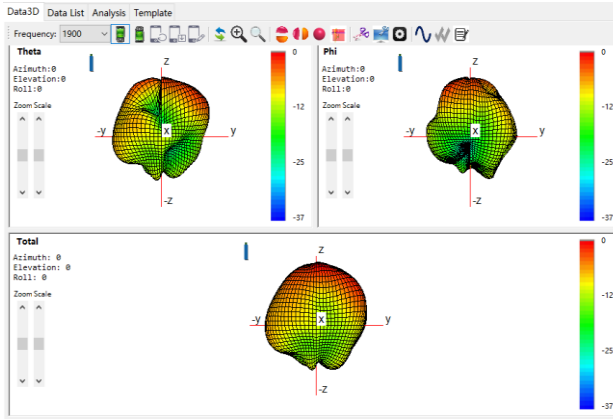 Data3D Data List Analysis Template
Frequency: 1900
Theta
Azimuth:0
Elevation:0
Roll:0
Zoom Scale
z
-y
x
y
-z
0
-12
-25
-37
Phi
Azimuth:0
Elevation:0
Roll:0
Zoom Scale
z
-y
x
y
-z
0
-12
-25
-37
Total
Azimuth: 0
Elevation: 0
Roll: 0
Zoom Scale
z
-y
x
y
-z
0
-12
-25
-37